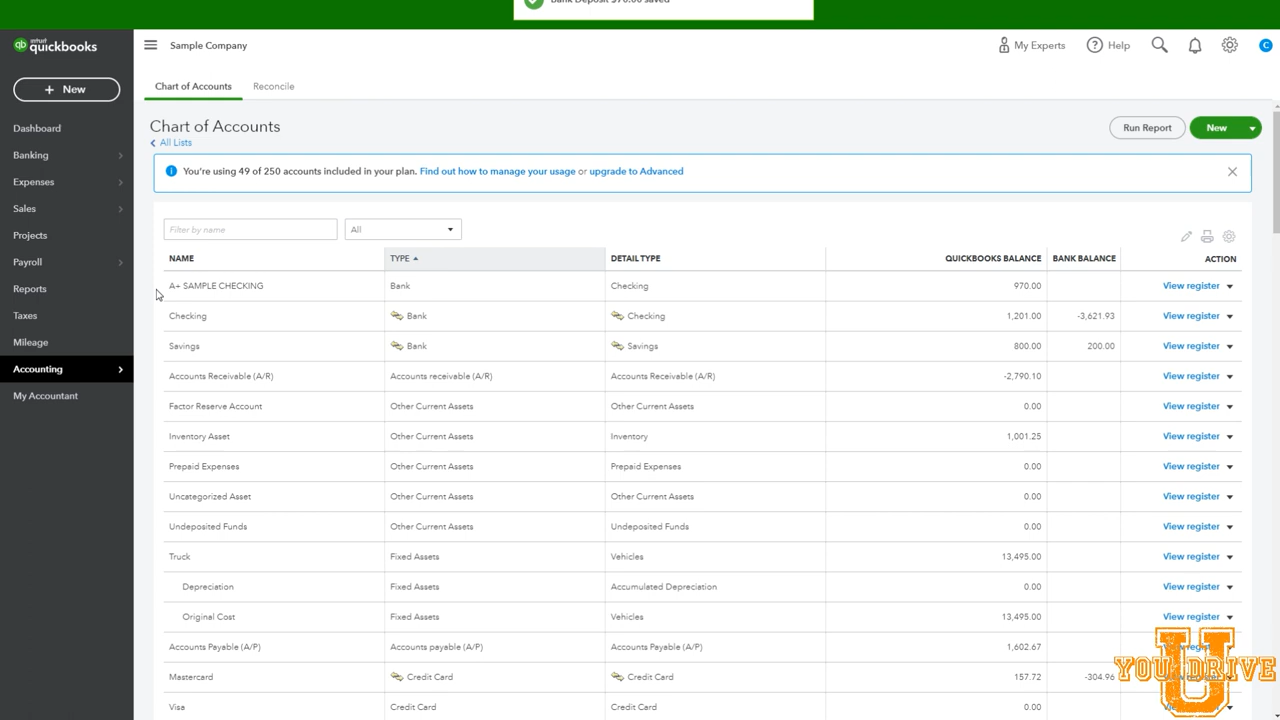 Bank Deposit $970.00 saved
intuit quickbooks
Sample Company
My Experts
Help
C
+ New
Dashboard
Banking
Expenses
Sales
Projects
Payroll
Reports
Taxes
Mileage
Accounting
My Accountant
Chart of Accounts Reconcile
Chart of Accounts
All Lists
Run Report
New
You're using 49 of 250 accounts included in your plan. Find out how to manage your usage or upgrade to Advanced
Filter by name All
NAME TYPE DETAIL TYPE QUICKBOOKS BALANCE BANK BALANCE ACTION
A+ SAMPLE CHECKING Bank Checking 970.00 View register
Checking Bank Checking 1,201.00 -3,621.93 View register
Savings Bank Savings 800.00 200.00 View register
Accounts Receivable (A/R) Accounts receivable (A/R) Accounts Receivable (A/R) -2,790.10 View register
Factor Reserve Account Other Current Assets Other Current Assets 0.00 View register
Inventory Asset Other Current Assets Inventory 1,001.25 View register
Prepaid Expenses Other Current Assets Prepaid Expenses 0.00 View register
Uncategorized Asset Other Current Assets Other Current Assets 0.00 View register
Undeposited Funds Other Current Assets Undeposited Funds 0.00 View register
Truck Fixed Assets Vehicles 13,495.00 View register
Depreciation Fixed Assets Accumulated Depreciation 0.00 View register
Original Cost Fixed Assets Vehicles 13,495.00 View register
Accounts Payable (A/P) Accounts payable (A/P) Accounts Payable (A/P) 1,602.67 View register
Mastercard Credit Card Credit Card 157.72 -304.96 View register
Visa Credit Card Credit Card 0.00
U
YOU DRIVE